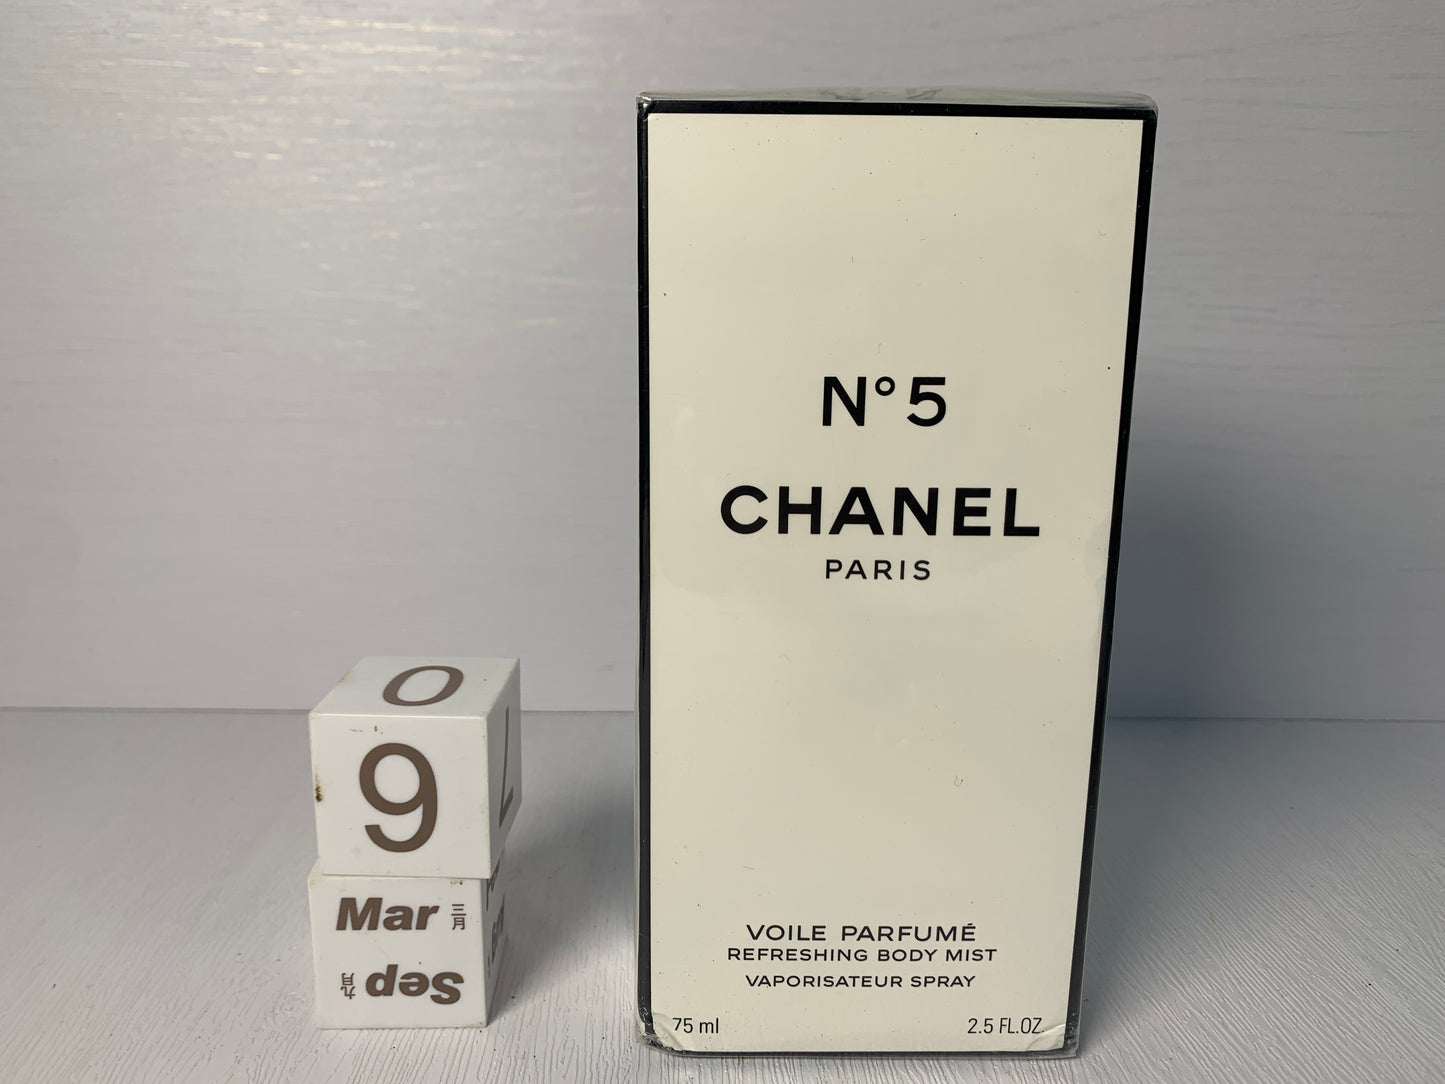 N°5
CHANEL
PARIS
VOILE PARFUMÉ
REFRESHING BODY MIST
VAPORISATEUR SPRAY
75 ml 2.5 FL.OZ.
0
9
Mar 三月
Sep 九月